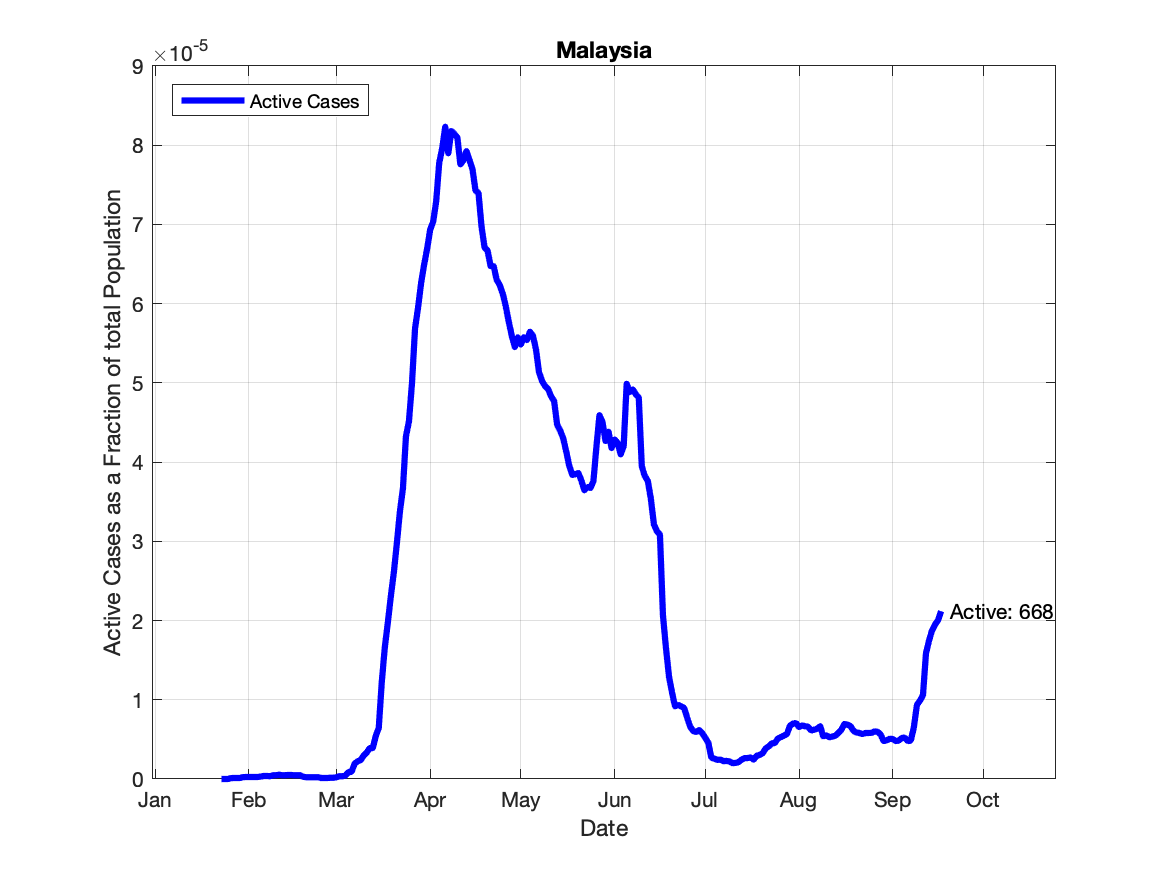 Malaysia
×10-5
Active Cases
9
8
7
6
5
4
3
2
1
0
Active Cases as a Fraction of total Population
Active: 668
Jan Feb Mar Apr May Jun Jul Aug Sep Oct
Date